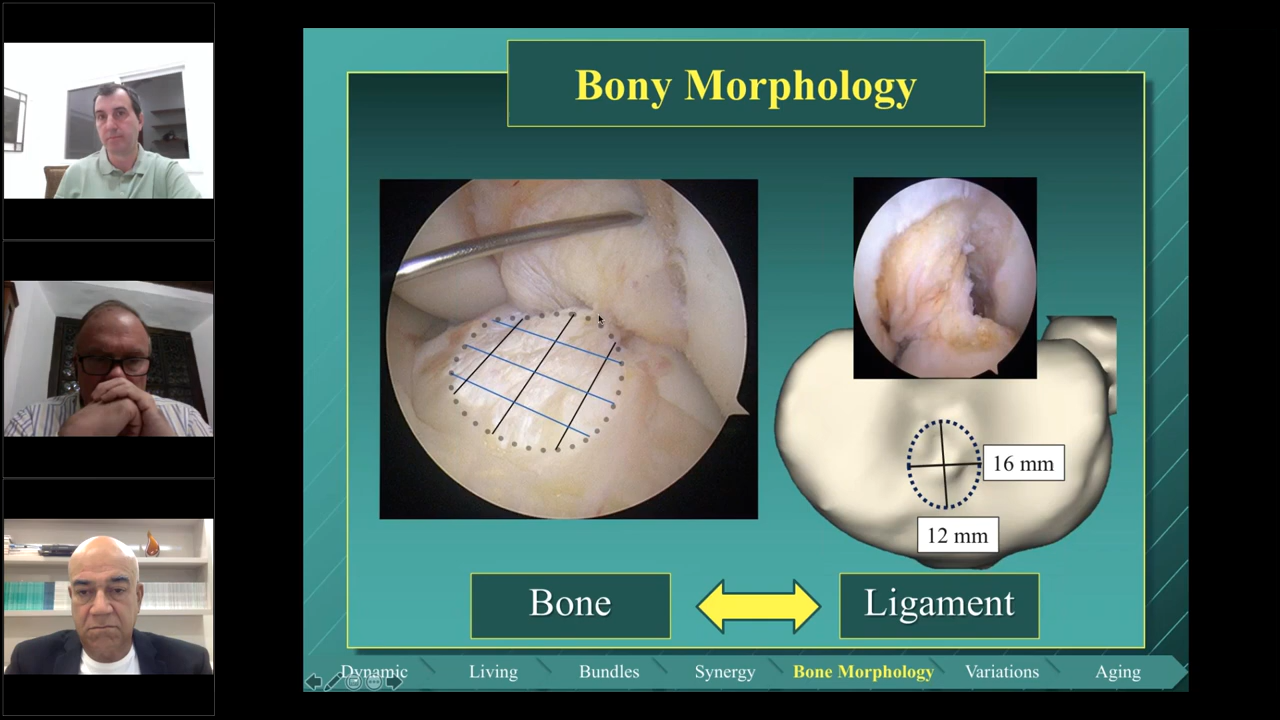 Bony Morphology
16 mm
12 mm
Bone
Ligament
Dynamic
Living
Bundles
Synergy
Bone Morphology
Variations
Aging